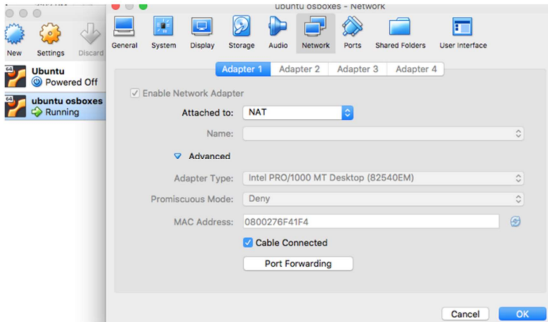 ubuntu osboxes - Network
New Settings Discard
General System Display Storage Audio Network Ports Shared Folders User Interface
Ubuntu
Powered Off
ubuntu osboxes
Running
Adapter 1 Adapter 2 Adapter 3 Adapter 4
Enable Network Adapter
Attached to: NAT
Name:
Advanced
Adapter Type: Intel PRO/1000 MT Desktop (82540EM)
Promiscuous Mode: Deny
MAC Address: 0800276F41F4
Cable Connected
Port Forwarding
Cancel OK